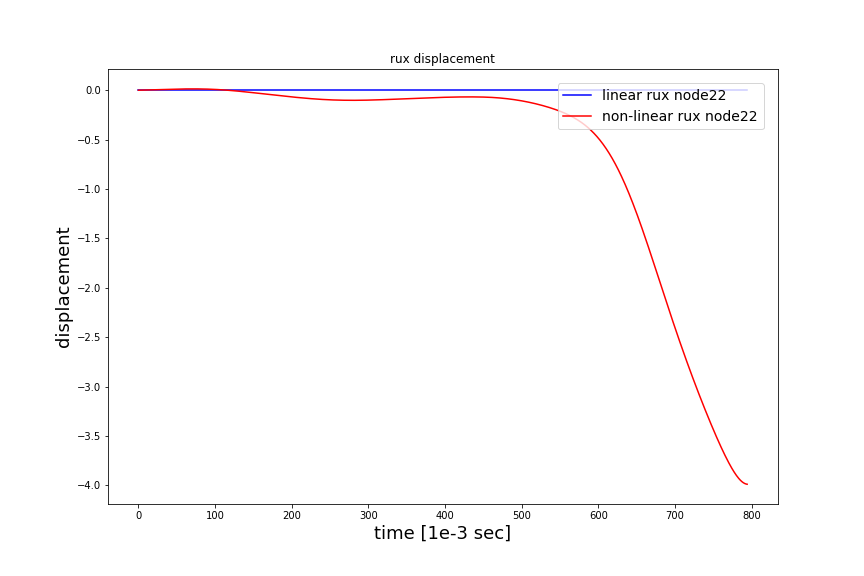 rux displacement
linear rux node22
non-linear rux node22
displacement
0.0
−0.5
−1.0
−1.5
−2.0
−2.5
−3.0
−3.5
−4.0
0 100 200 300 400 500 600 700 800
time [1e-3 sec]